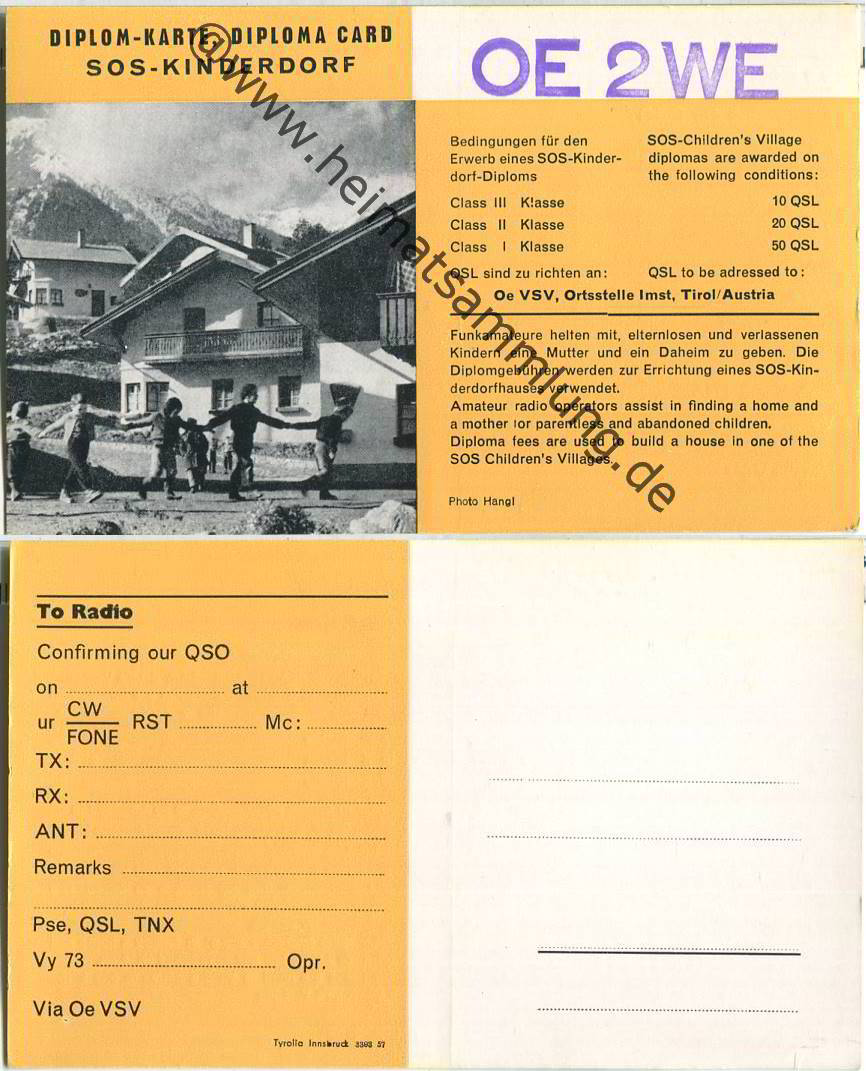 DIPLOM-KARTE, DIPLOMA CARD
SOS-KINDERDORF
OE 2WE
Bedingungen für den
Erwerb eines SOS-Kinder-
dorf-Diploms
SOS-Children's Village
diplomas are awarded on
the following conditions:
Class III Klasse 10 QSL
Class II Klasse 20 QSL
Class I Klasse 50 QSL
QSL sind zu richten an: QSL to be adressed to:
Oe VSV, Ortsstelle Imst, Tirol/Austria
Funkamateure helfen mit, elternlosen und verlassenen
Kindern eine Mutter und ein Daheim zu geben. Die
Diplomgebühren werden zur Errichtung eines SOS-Kin-
derdorfhauses verwendet.
Amateur radio operators assist in finding a home and
a mother for parentless and abandoned children.
Diploma fees are used to build a house in one of the
SOS Children's Villages.
Photo Hangl
@www.heimatsammlung.de
To Radio
Confirming our QSO
on at
ur CW RST Mc:
FONE
TX:
RX:
ANT:
Remarks
Pse, QSL, TNX
Vy 73 Opr.
Via Oe VSV
Tyrolia Innsbruck 3393 57